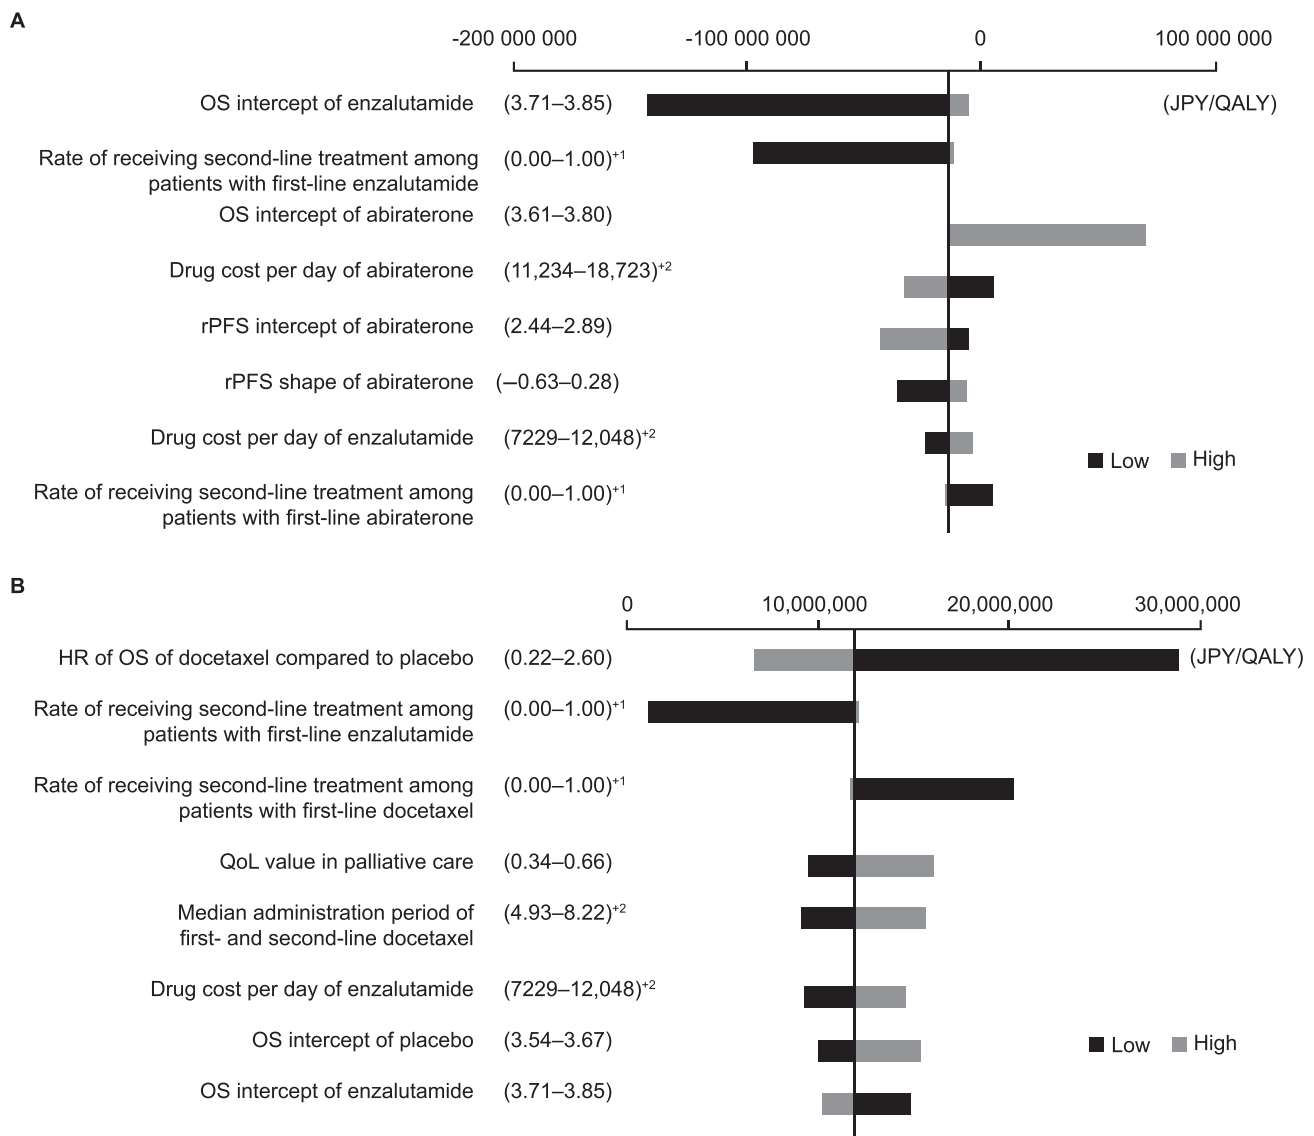 A
-200 000 000 -100 000 000 0 100 000 000
OS intercept of enzalutamide (3.71–3.85) (JPY/QALY)
Rate of receiving second-line treatment among (0.00–1.00)+1
patients with first-line enzalutamide
OS intercept of abiraterone (3.61–3.80)
Drug cost per day of abiraterone (11,234–18,723)+2
rPFS intercept of abiraterone (2.44–2.89)
rPFS shape of abiraterone (–0.63–0.28)
Drug cost per day of enzalutamide (7229–12,048)+2
Low High
Rate of receiving second-line treatment among (0.00–1.00)+1
patients with first-line abiraterone
B
0 10,000,000 20,000,000 30,000,000
HR of OS of docetaxel compared to placebo (0.22–2.60) (JPY/QALY)
Rate of receiving second-line treatment among (0.00–1.00)+1
patients with first-line enzalutamide
Rate of receiving second-line treatment among (0.00–1.00)+1
patients with first-line docetaxel
QoL value in palliative care (0.34–0.66)
Median administration period of (4.93–8.22)+2
first- and second-line docetaxel
Drug cost per day of enzalutamide (7229–12,048)+2
OS intercept of placebo (3.54–3.67) Low High
OS intercept of enzalutamide (3.71–3.85)